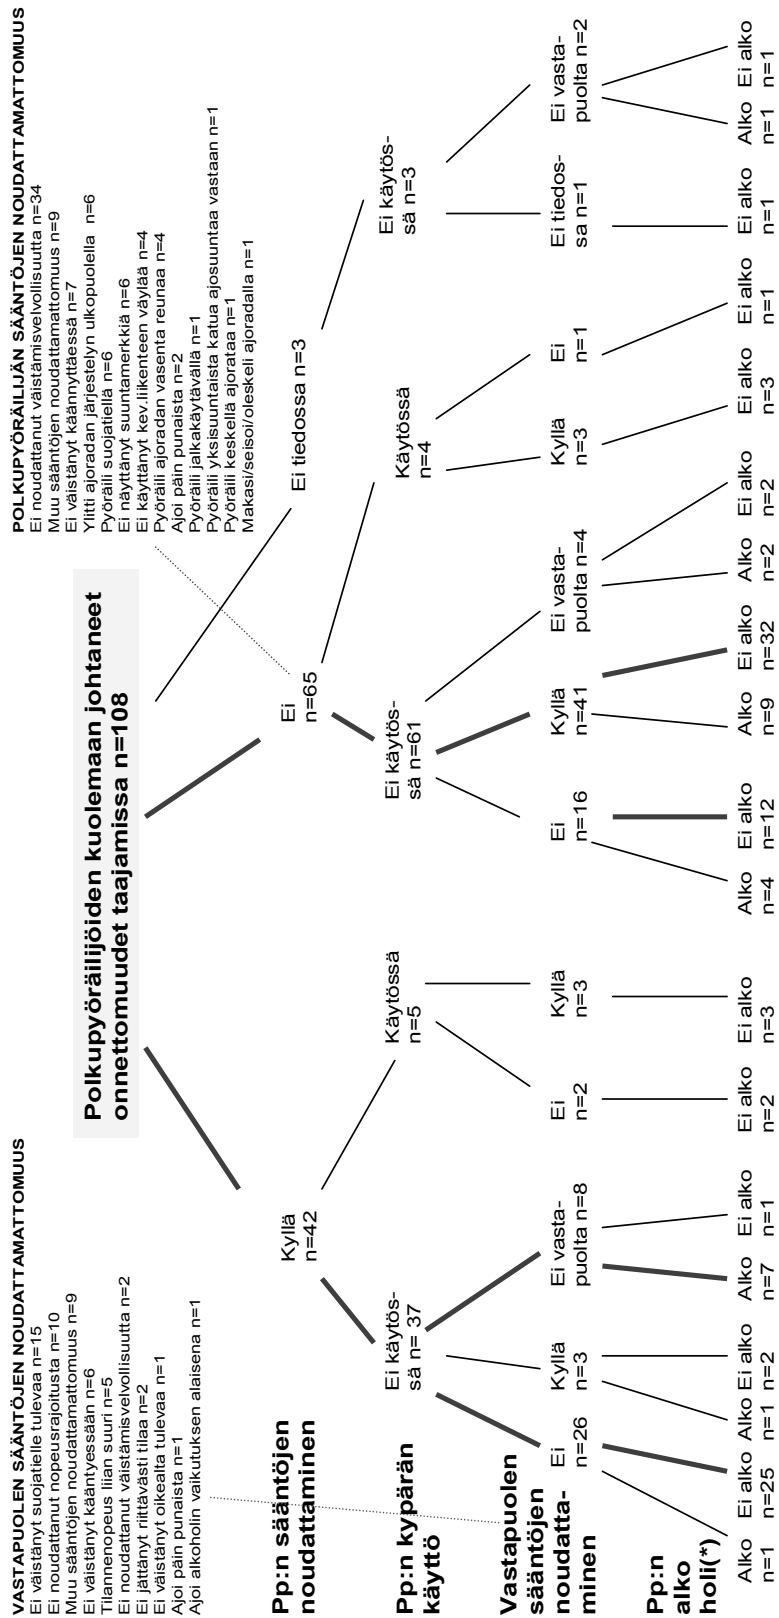 VASTAPUOLEN SÄÄNTÖJEN NOUDATTAMATTOMUUS
Ei väistänyt suojatielle tulevaa n=15
Ei noudattanut nopeusrajoitusta n=10
Muu sääntöjen noudattamattomuus n=9
Ei väistänyt kääntyessään n=6
Tilannenopeus liian suuri n=5
Ei noudattanut väistämisvelvollisuutta n=2
Ei jättänyt riittävästi tilaa n=2
Ei väistänyt oikealta tulevaa n=1
Ajoi päin punaista n=1
Ajoi alkoholin vaikutuksen alaisena n=1
POLKUPYÖRÄILIJÄN SÄÄNTÖJEN NOUDATTAMATTOMUUS
Ei noudattanut väistämisvelvollisuutta n=34
Muu sääntöjen noudattamattomuus n=9
Ei väistänyt käännyttäessä n=7
Ylitti ajoradan järjestelyn ulkopuolella n=6
Pyöräili suojatiellä n=6
Ei näyttänyt suuntamerkkiä n=6
Ei käyttänyt kev.liikenteen väylää n=4
Pyöräili ajoradan vasenta reunaa n=4
Ajoi päin punaista n=2
Pyöräili jalkakäytävällä n=1
Pyöräili yksisuuntaista katua ajosuuntaa vastaan n=1
Pyöräili keskellä ajorataa n=1
Makasi/seisoi/oleskeli ajoradalla n=1
Polkupyöräilijöiden kuolemaan johtaneet
onnettomuudet taajamissa n=108
Pp:n sääntöjen
noudattaminen
Kyllä
n=42
Ei
n=65
Ei tiedossa n=3
Pp:n kypärän
käyttö
Ei käytös-
sä n= 37
Käytössä
n=5
Ei käytös-
sä n=61
Käytössä
n=4
Ei käytös-
sä n=3
Vastapuolen
sääntöjen
noudatta-
minen
Ei
n=26
Kyllä
n=3
Ei vasta-
puolta n=8
Ei
n=2
Kyllä
n=3
Ei
n=16
Kyllä
n=41
Ei vasta-
puolta n=4
Kyllä
n=3
Ei
n=1
Ei tiedos-
sa n=1
Ei vasta-
puolta n=2
Pp:n
alko
holi(*)
Alko
n=1
Ei alko
n=25
Alko
n=1
Ei alko
n=2
Alko
n=7
Ei alko
n=1
Ei alko
n=2
Ei alko
n=3
Alko
n=4
Ei alko
n=12
Alko
n=9
Ei alko
n=32
Alko
n=2
Ei alko
n=2
Ei alko
n=3
Ei alko
n=1
Ei alko
n=1
Alko
n=1
Ei alko
n=1